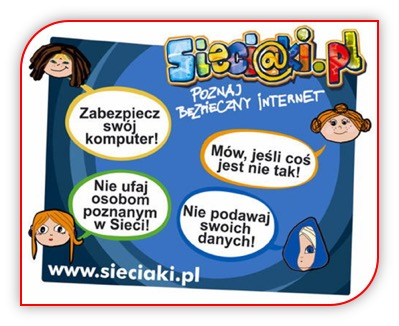 Sieci@ki.pl
POZNAJ
BEZPIECZNY INTERNET
Zabezpiecz
swój
komputer!
Mów, jeśli coś
jest nie tak!
Nie ufaj
osobom
poznanym
w Sieci!
Nie podawaj
swoich
danych!
www.sieciaki.pl